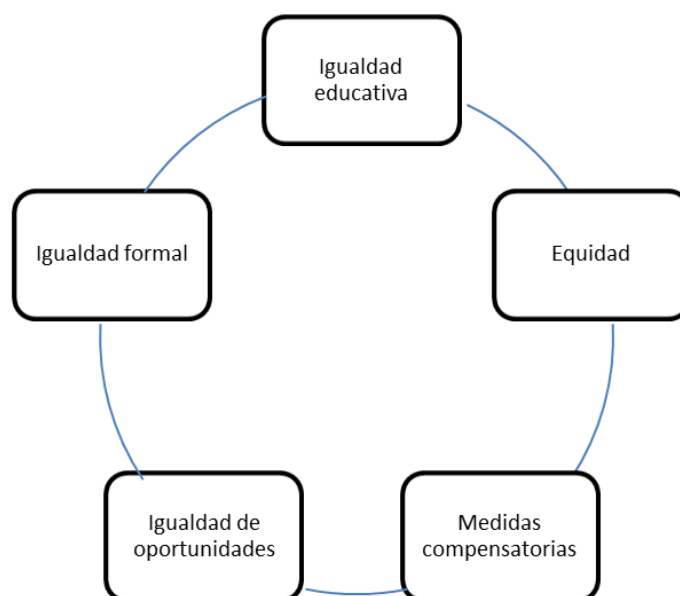 Igualdad
educativa
Igualdad formal
Equidad
Igualdad de
oportunidades
Medidas
compensatorias